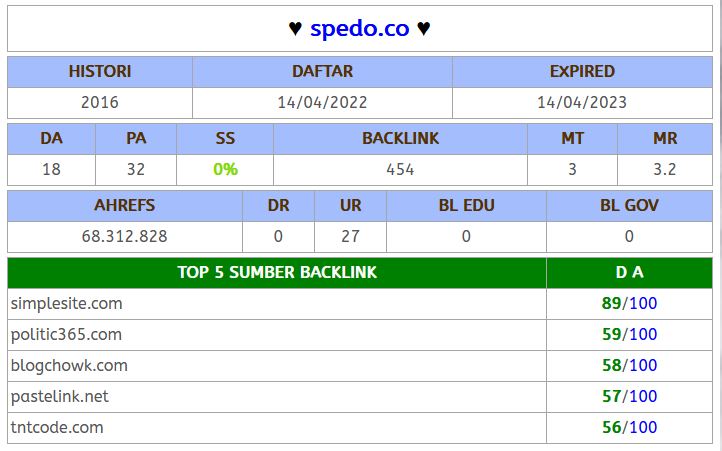 ♥ spedo.co ♥
HISTORI DAFTAR EXPIRED
2016 14/04/2022 14/04/2023
DA PA SS BACKLINK MT MR
18 32 0% 454 3 3.2
AHREFS DR UR BL EDU BL GOV
68.312.828 0 27 0 0
TOP 5 SUMBER BACKLINK D A
simplesite.com 89/100
politic365.com 59/100
blogchowk.com 58/100
pastelink.net 57/100
tntcode.com 56/100